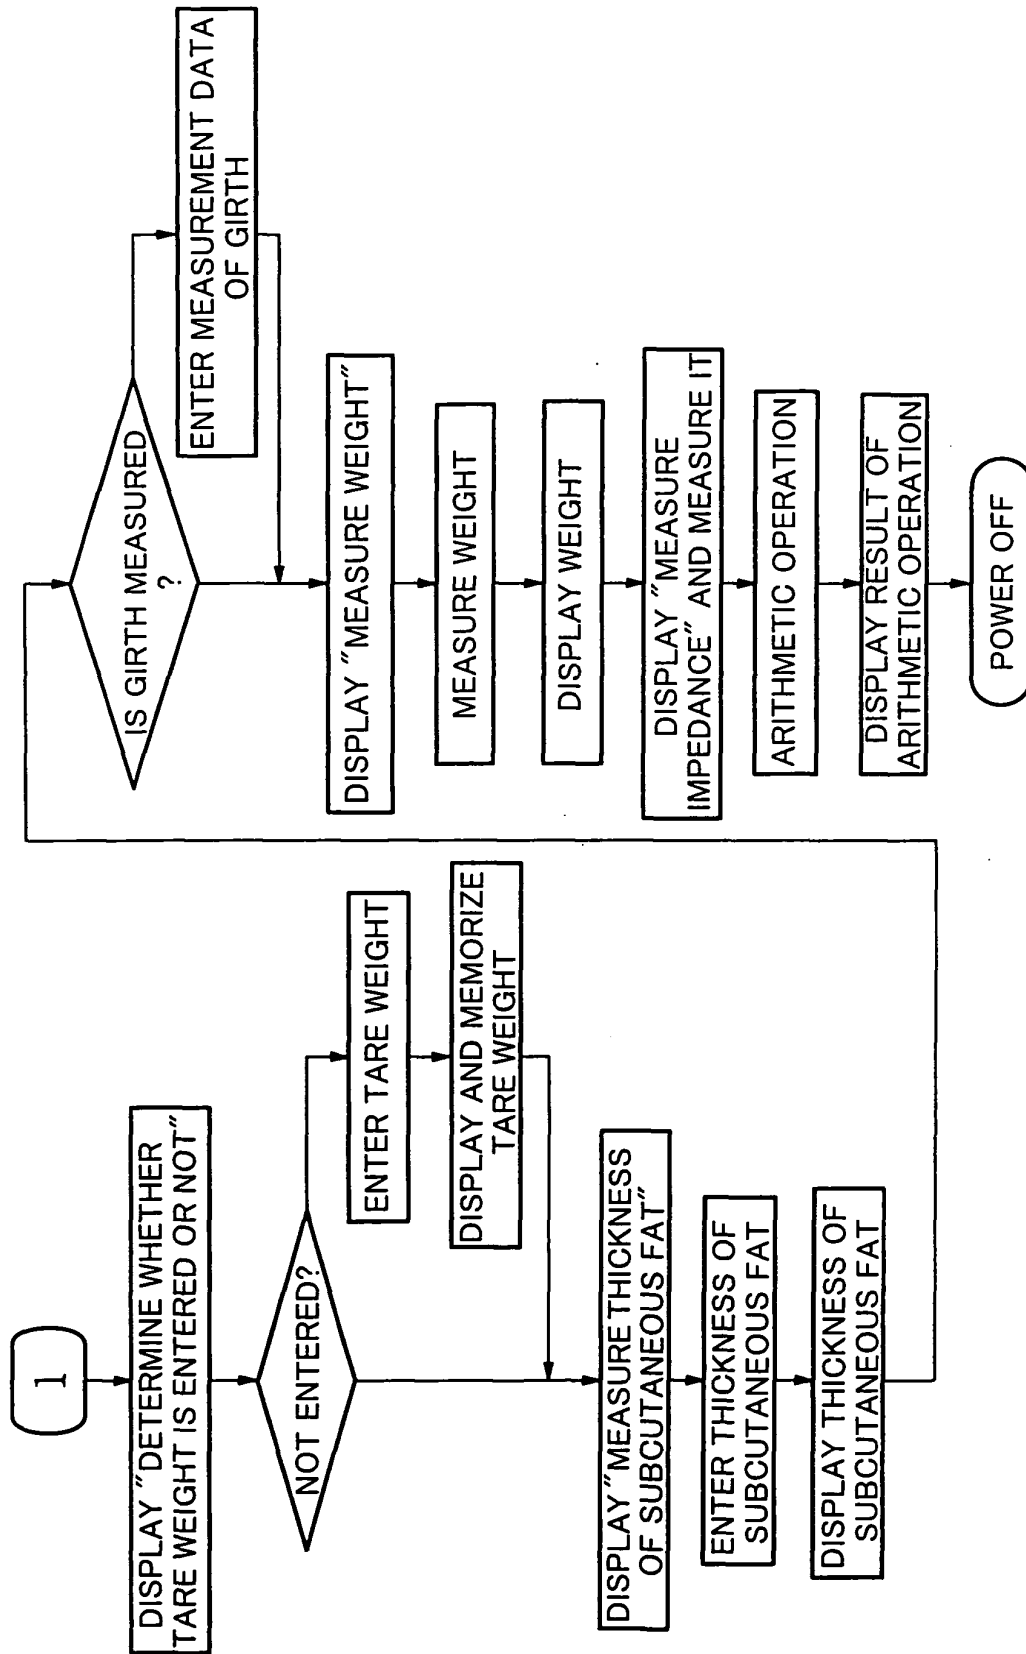 1
DISPLAY "DETERMINE WHETHER
TARE WEIGHT IS ENTERED OR NOT"
NOT ENTERED?
ENTER TARE WEIGHT
DISPLAY AND MEMORIZE
TARE WEIGHT
DISPLAY "MEASURE THICKNESS
OF SUBCUTANEOUS FAT"
ENTER THICKNESS OF
SUBCUTANEOUS FAT
DISPLAY THICKNESS OF
SUBCUTANEOUS FAT
IS GIRTH MEASURED
?
ENTER MEASUREMENT DATA
OF GIRTH
DISPLAY "MEASURE WEIGHT"
MEASURE WEIGHT
DISPLAY WEIGHT
DISPLAY "MEASURE
IMPEDANCE" AND MEASURE IT
ARITHMETIC OPERATION
DISPLAY RESULT OF
ARITHMETIC OPERATION
POWER OFF